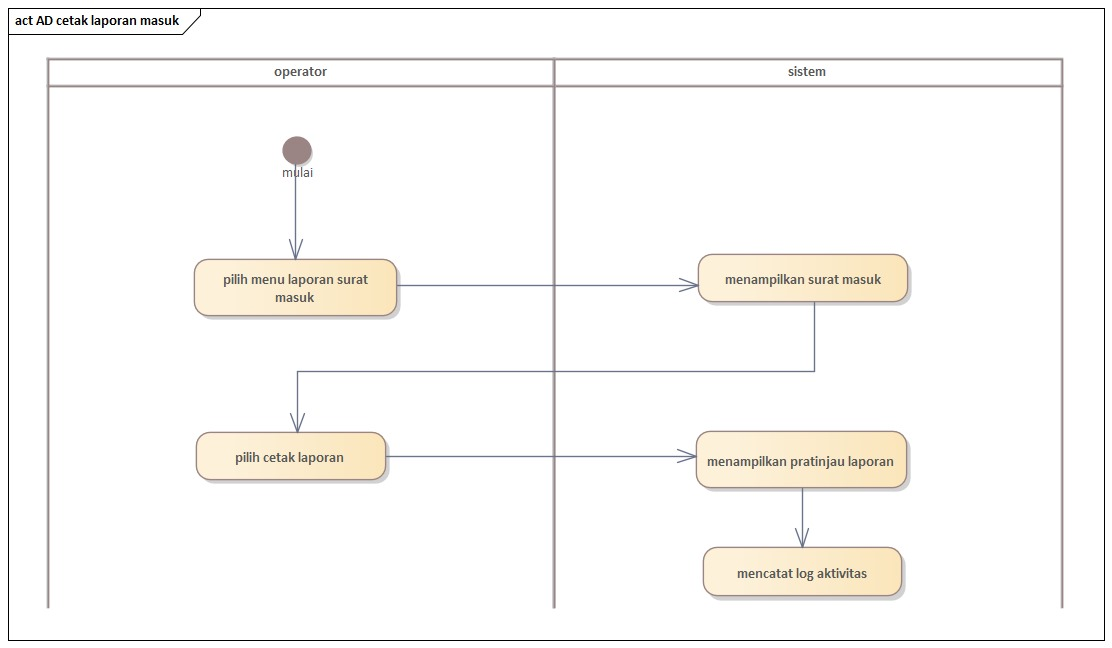 act AD cetak laporan masuk
operator
sistem
mulai
pilih menu laporan surat
masuk
menampilkan surat masuk
pilih cetak laporan
menampilkan pratinjau laporan
mencatat log aktivitas